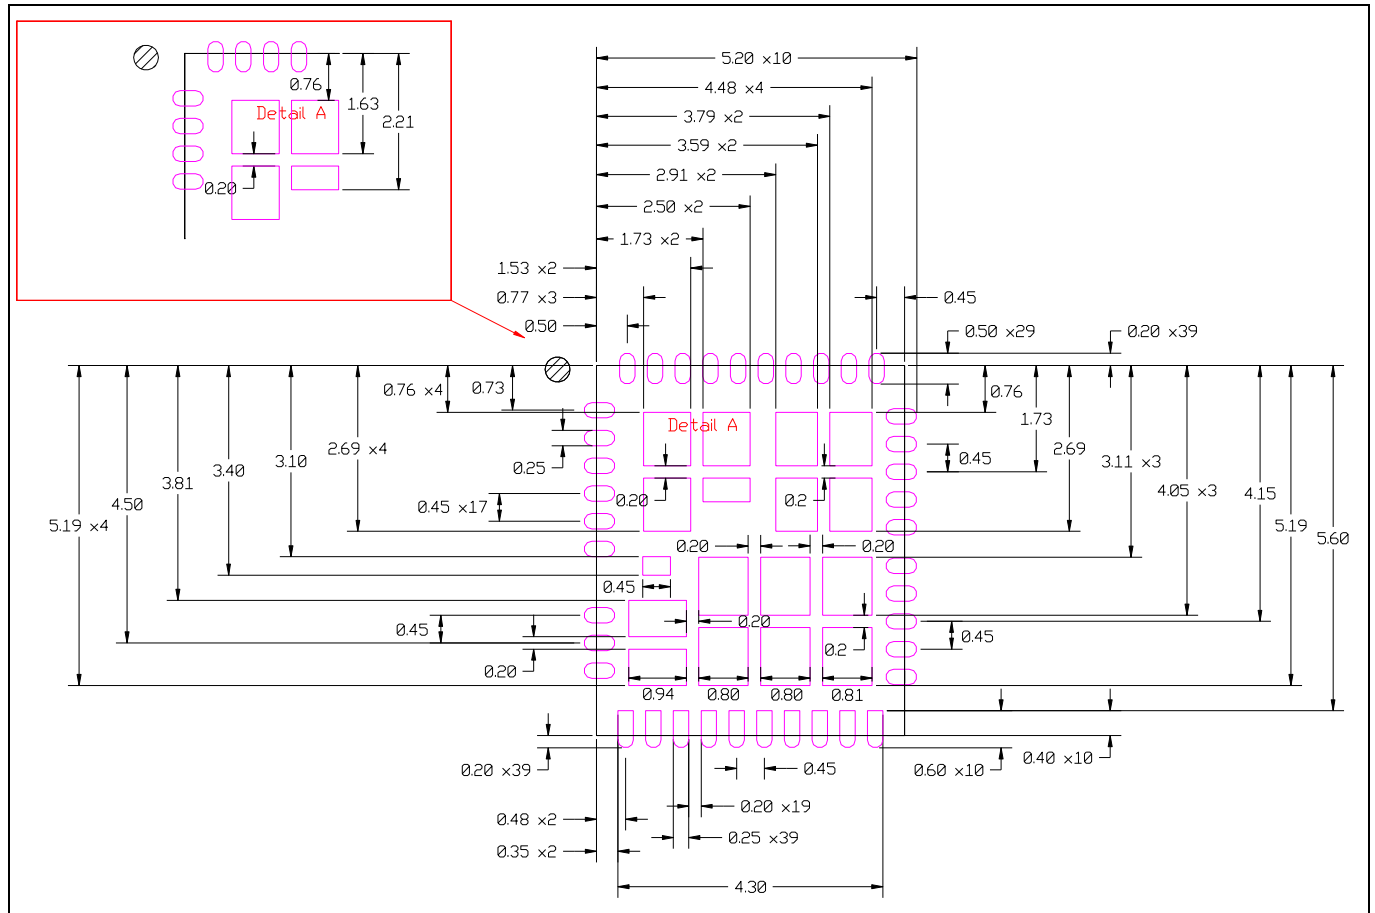 0.76
1.63
Detail A
2.21
0.20
5.20 x10
4.48 x4
3.79 x2
3.59 x2
2.91 x2
2.50 x2
1.73 x2
1.53 x2
0.77 x3
0.45
0.50
0.50 x29
0.20 x39
0.76 x4
0.73
0.76
1.73
Detail A
2.69 x4
2.69
3.10
0.45
3.11 x3
3.40
0.25
3.81
4.05 x3
4.15
0.20
0.2
4.50
0.45 x17
5.19 x4
5.19
5.60
0.20
0.20
0.45
0.20
0.45
0.45
0.2
0.20
0.94
0.80
0.80
0.81
0.40 x10
0.20 x39
0.45
0.60 x10
0.20 x19
0.48 x2
0.25 x39
0.35 x2
4.30